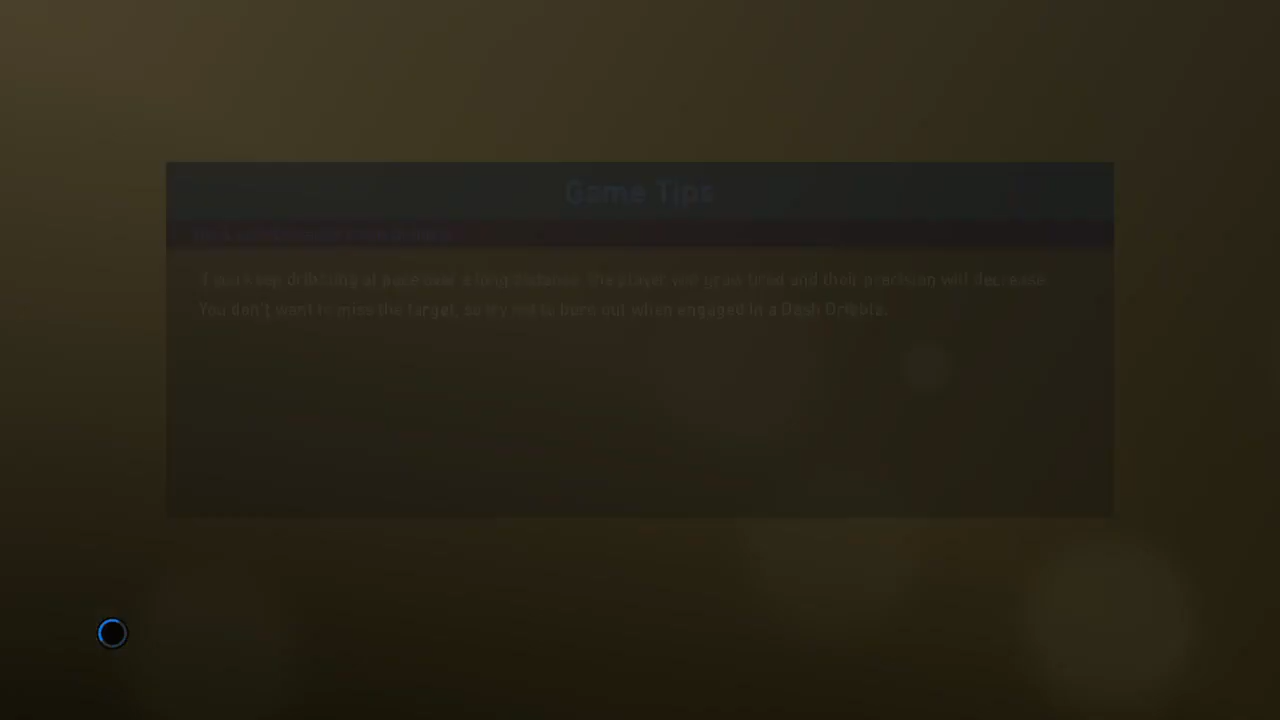 Game Tips
If you keep dribbling at pace over a long distance, the player will grow tired and their precision will decrease.
You don't want to miss the target, so try not to burn out when engaged in a Dash Dribble.